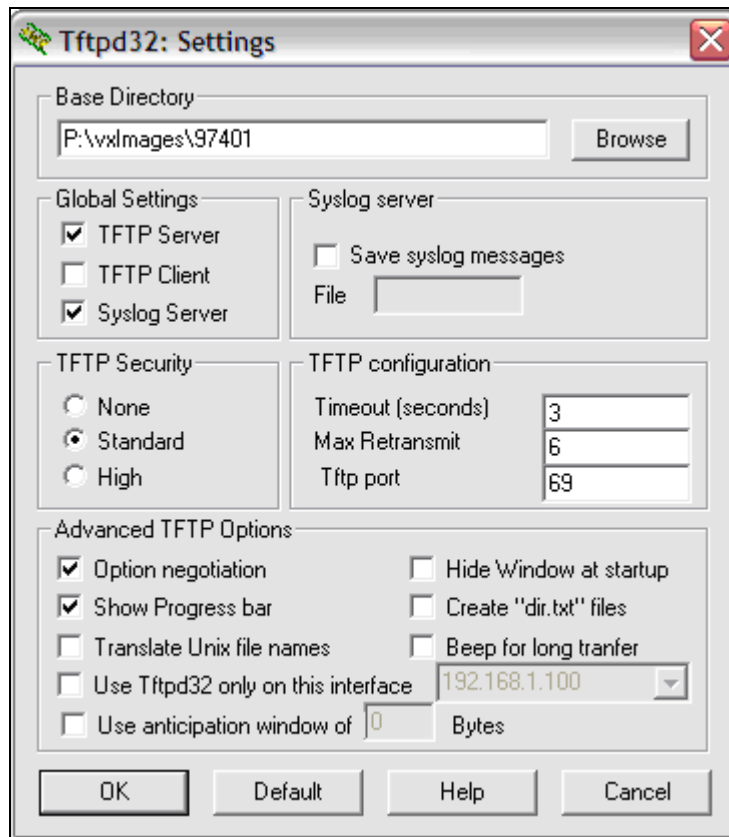 Tftpd32: Settings
Base Directory
P:\vxImages\97401
Browse
Global Settings
TFTP Server
TFTP Client
Syslog Server
Syslog server
Save syslog messages
File
TFTP Security
None
Standard
High
TFTP configuration
Timeout (seconds) 3
Max Retransmit 6
Tftp port 69
Advanced TFTP Options
Option negotiation
Hide Window at startup
Show Progress bar
Create "dir.txt" files
Translate Unix file names
Beep for long tranfer
Use Tftpd32 only on this interface 192.168.1.100
Use anticipation window of 0 Bytes
OK
Default
Help
Cancel